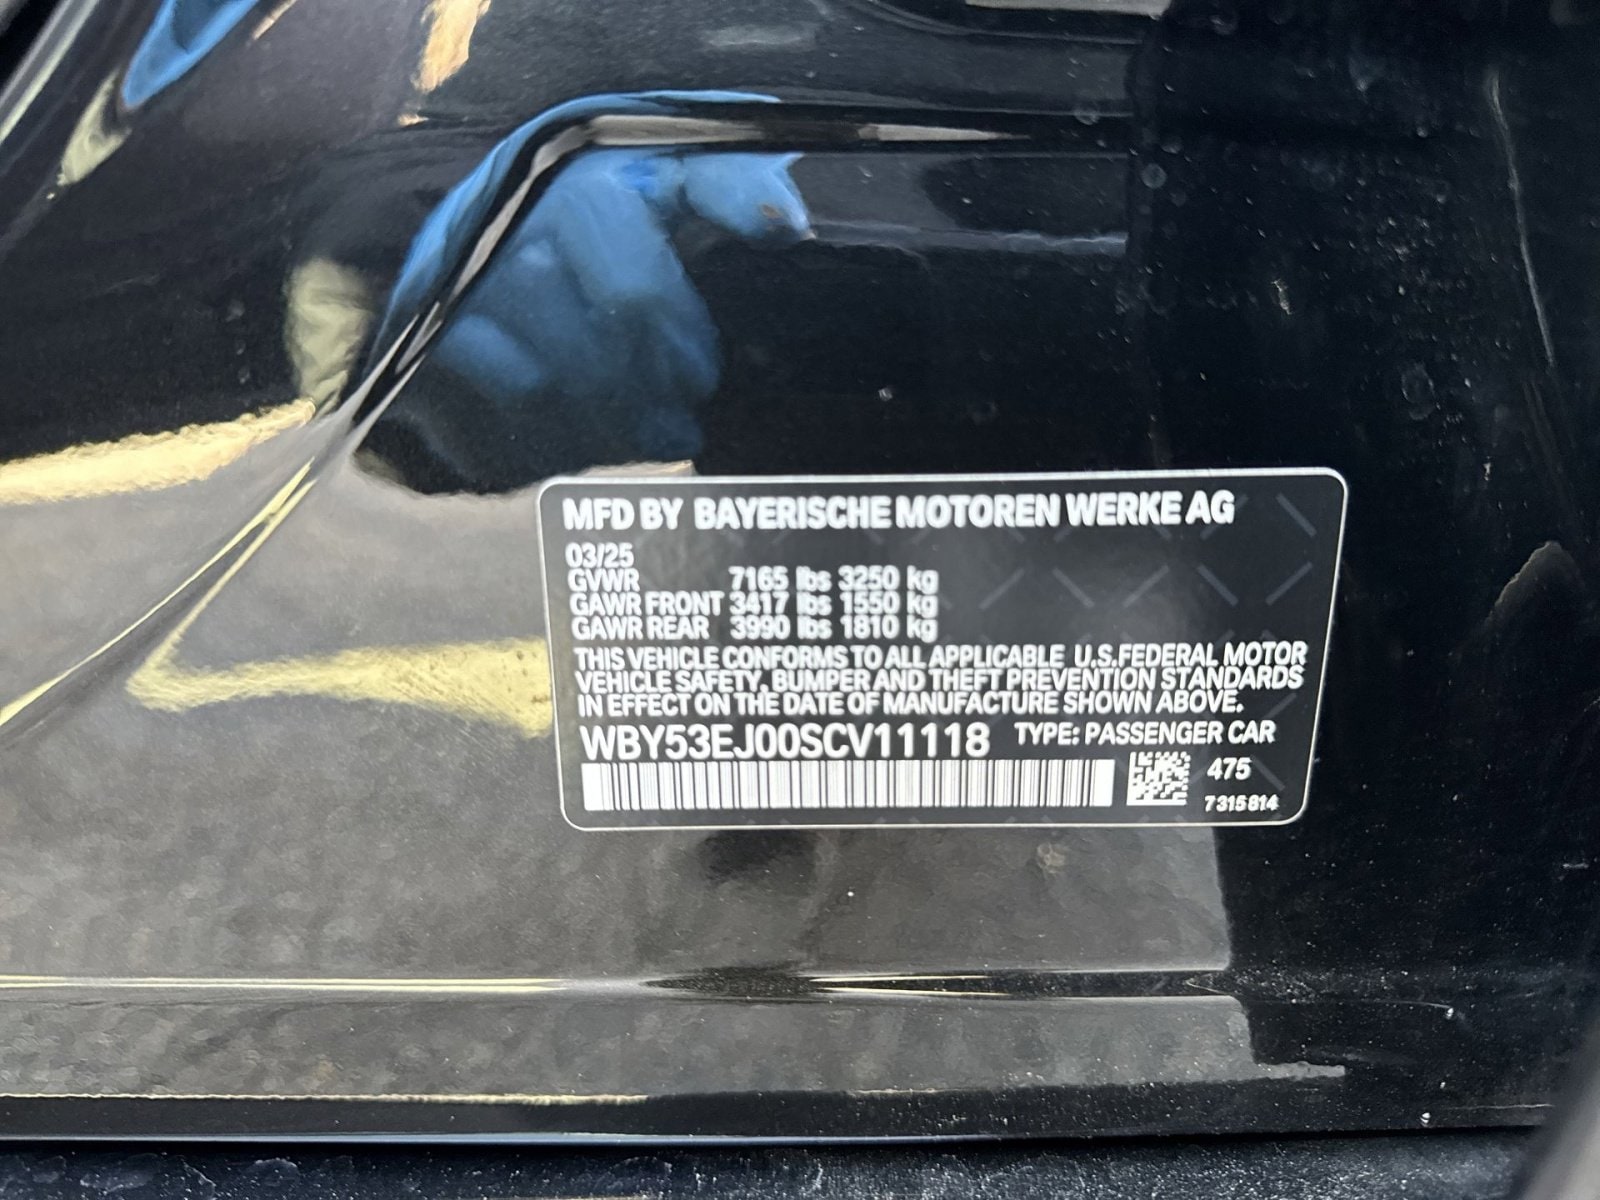 MFD BY BAYERISCHE MOTOREN WERKE AG
03/25
GVWR 7165 lbs 3250 kg
GAWR FRONT 3417 lbs 1550 kg
GAWR REAR 3990 lbs 1810 kg
THIS VEHICLE CONFORMS TO ALL APPLICABLE U.S.FEDERAL MOTOR
VEHICLE SAFETY, BUMPER AND THEFT PREVENTION STANDARDS
IN EFFECT ON THE DATE OF MANUFACTURE SHOWN ABOVE.
WBY53EJ00SCV11118 TYPE: PASSENGER CAR
475
7315814